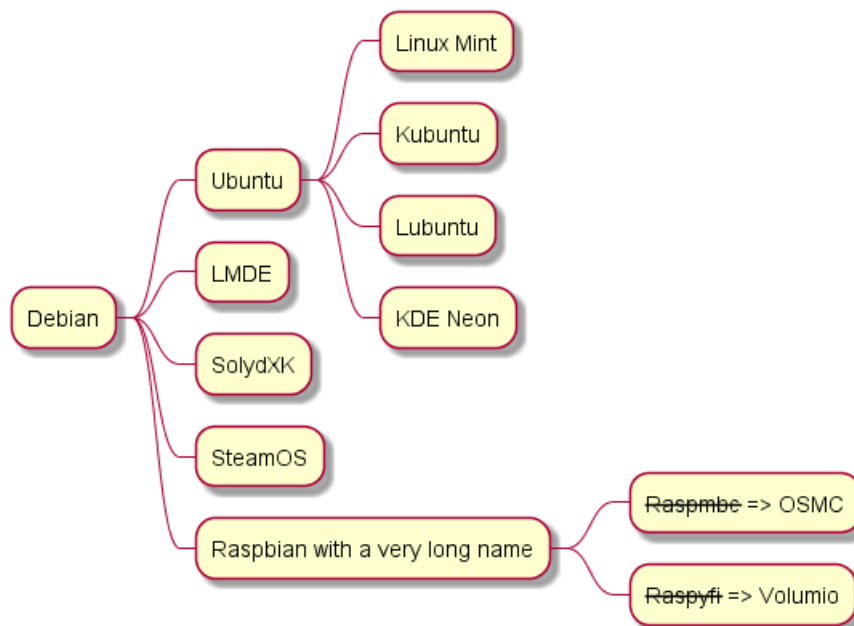 Debian
Ubuntu
Linux Mint
Kubuntu
Lubuntu
KDE Neon
LMDE
SolydXK
SteamOS
Raspbian with a very long name
Raspmbc => OSMC
Raspyfi => Volumio